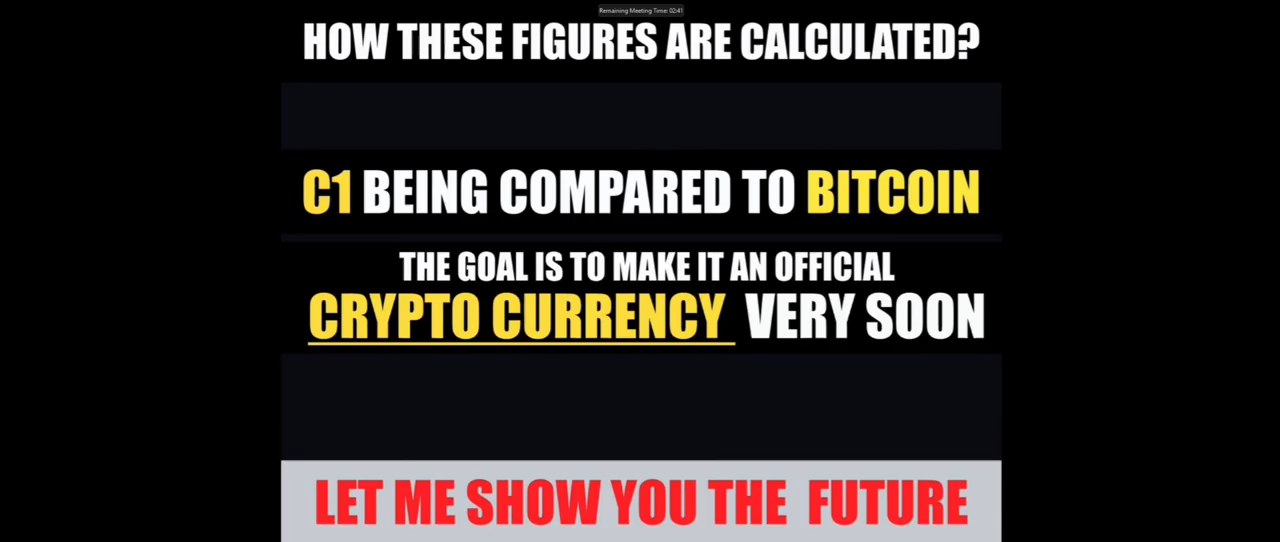 Remaining Meeting Time: 02:41
HOW THESE FIGURES ARE CALCULATED?
C1 BEING COMPARED TO BITCOIN
THE GOAL IS TO MAKE IT AN OFFICIAL
CRYPTO CURRENCY VERY SOON
LET ME SHOW YOU THE FUTURE